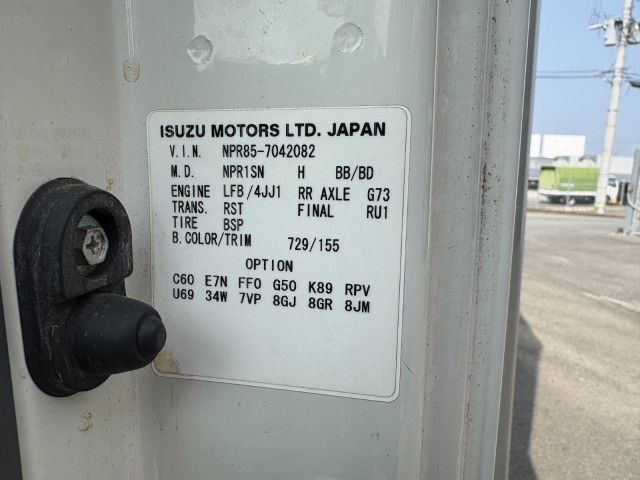 ISUZU MOTORS LTD. JAPAN
V.I.N. NPR85-7042082
M.D. NPR1SN H BB/BD
ENGINE LFB/4JJ1 RR AXLE G73
TRANS. RST FINAL RU1
TIRE BSP
B.COLOR/TRIM 729/155
OPTION
C60 E7N FF0 G50 K89 RPV
U69 34W 7VP 8GJ 8GR 8JM